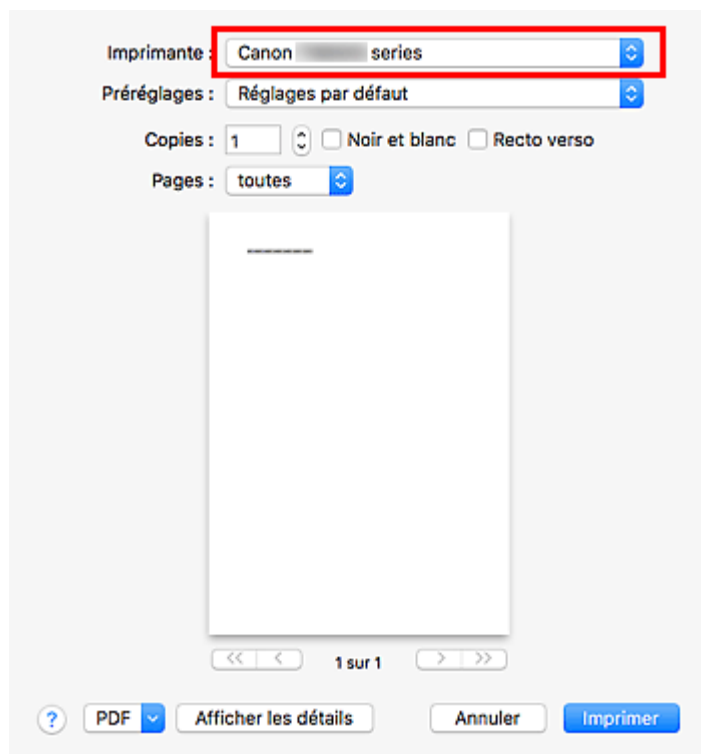 Imprimante : Canon series
Préréglages : Réglages par défaut
Copies : 1 Noir et blanc Recto verso
Pages : toutes
<< < 1 sur 1 > >>
? PDF Afficher les détails Annuler Imprimer